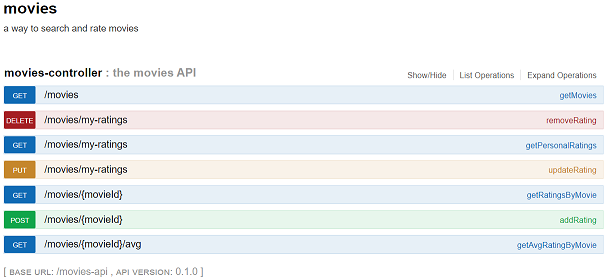 movies
a way to search and rate movies
movies-controller : the movies API Show/Hide List Operations Expand Operations
GET /movies getMovies
DELETE /movies/my-ratings removeRating
GET /movies/my-ratings getPersonalRatings
PUT /movies/my-ratings updateRating
GET /movies/{movieId} getRatingsByMovie
POST /movies/{movieId} addRating
GET /movies/{movieId}/avg getAvgRatingByMovie
[ BASE URL: /movies-api , API VERSION: 0.1.0 ]